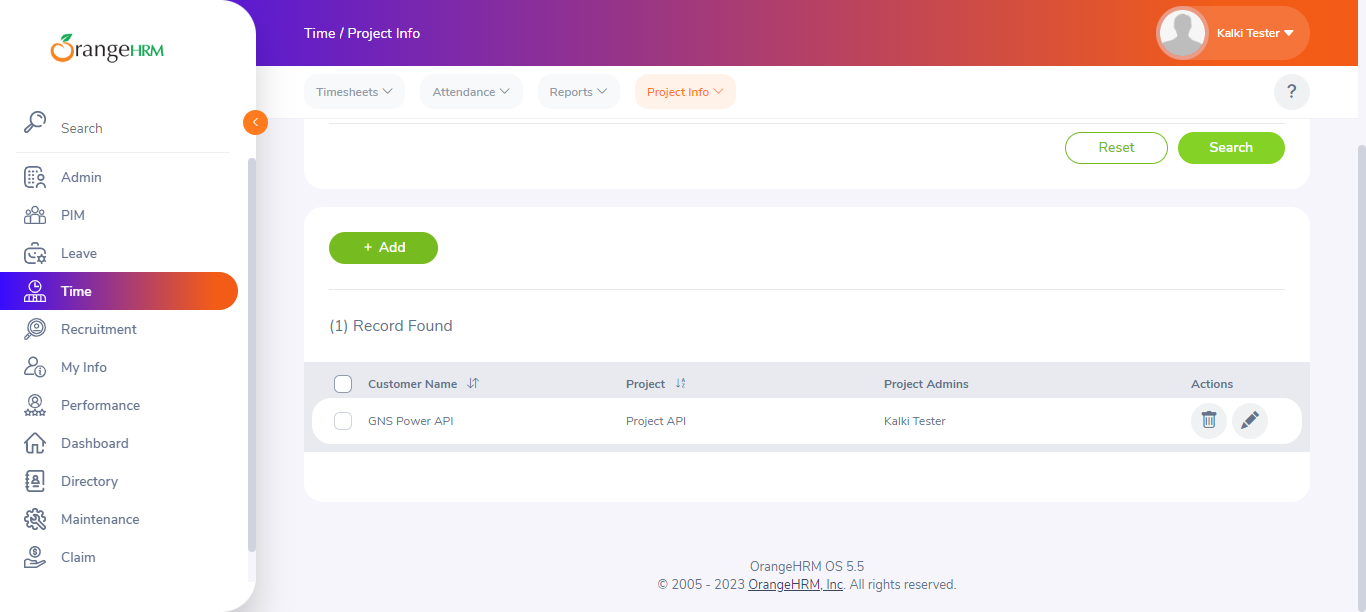 OrangeHRM
Time / Project Info
Kalki Tester
Timesheets
Attendance
Reports
Project Info
?
Search
Admin
PIM
Leave
Time
Recruitment
My Info
Performance
Dashboard
Directory
Maintenance
Claim
Reset
Search
+ Add
(1) Record Found
Customer Name Project Project Admins Actions
GNS Power API Project API Kalki Tester
OrangeHRM OS 5.5
© 2005 - 2023 OrangeHRM, Inc. All rights reserved.